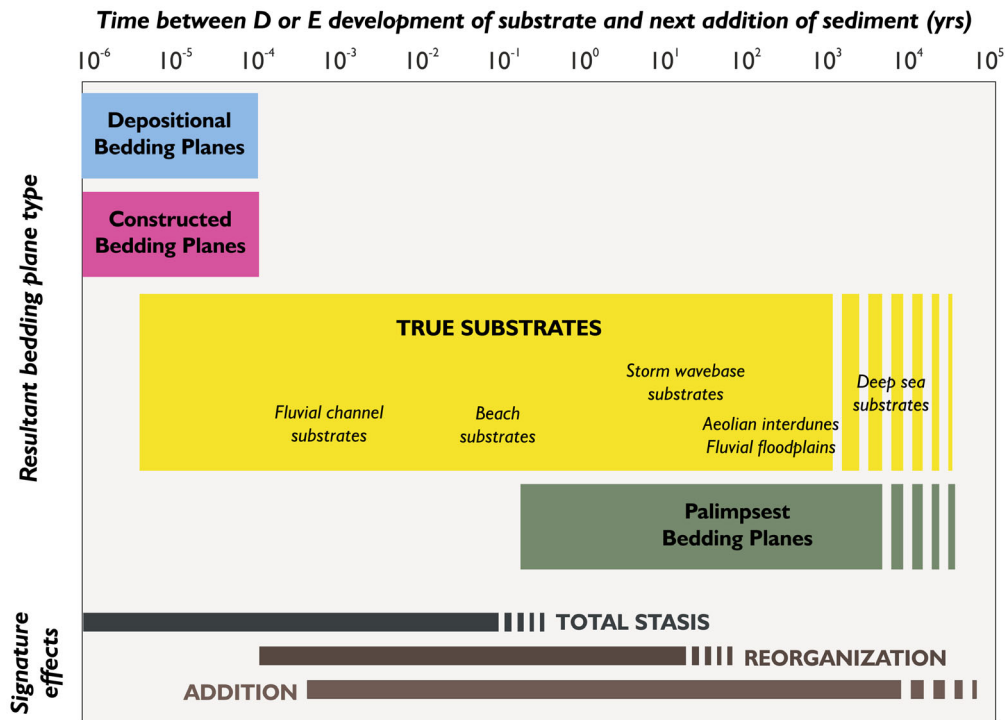 Time between D or E development of substrate and next addition of sediment (yrs)
10-6 10-5 10-4 10-3 10-2 10-1 100 101 102 103 104 105
Resultant bedding plane type
Depositional
Bedding Planes
Constructed
Bedding Planes
TRUE SUBSTRATES
Storm wavebase
substrates
Deep sea
substrates
Fluvial channel
substrates
Beach
substrates
Aeolian interdunes
Fluvial floodplains
Palimpsest
Bedding Planes
Signature
effects
TOTAL STASIS
REORGANIZATION
ADDITION